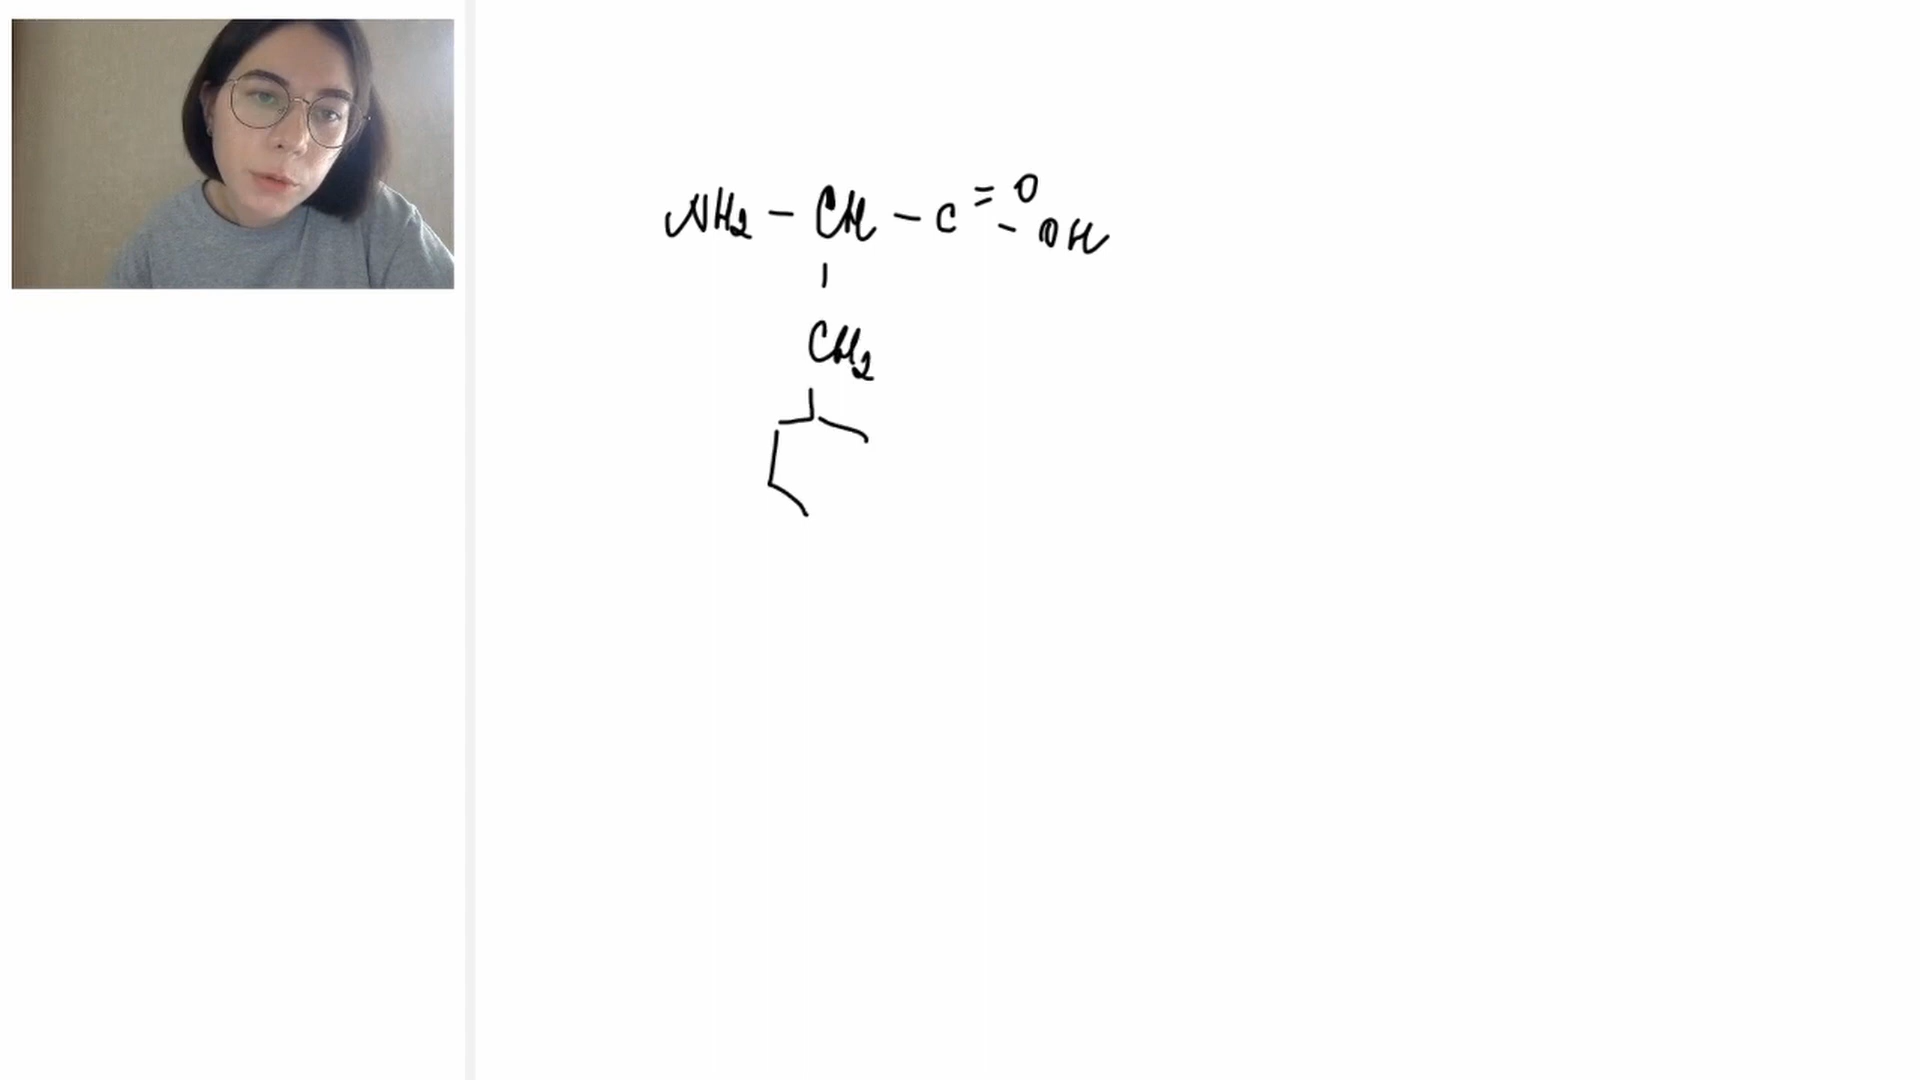 NH2 - CH - C = O
- OH
CH2